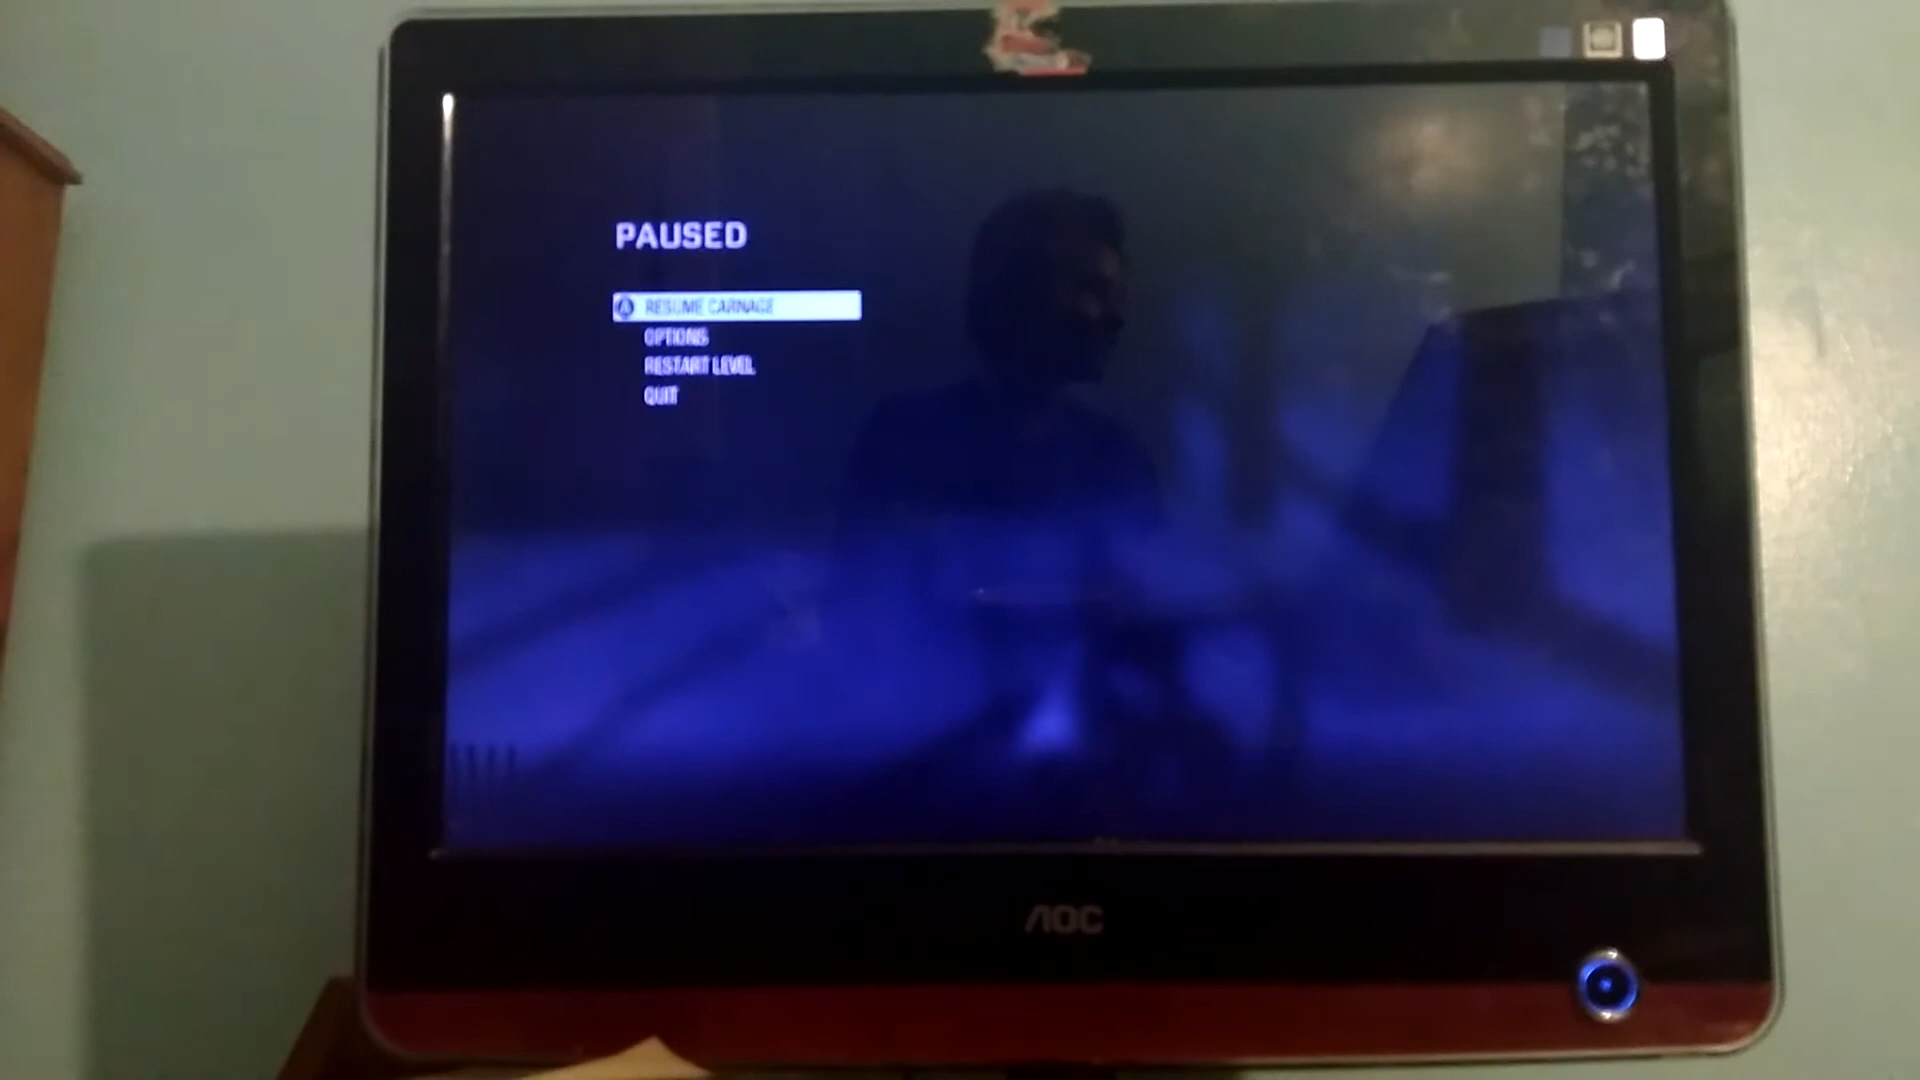 PAUSED
A RESUME CARNAGE
OPTIONS
RESTART LEVEL
QUIT
AOC